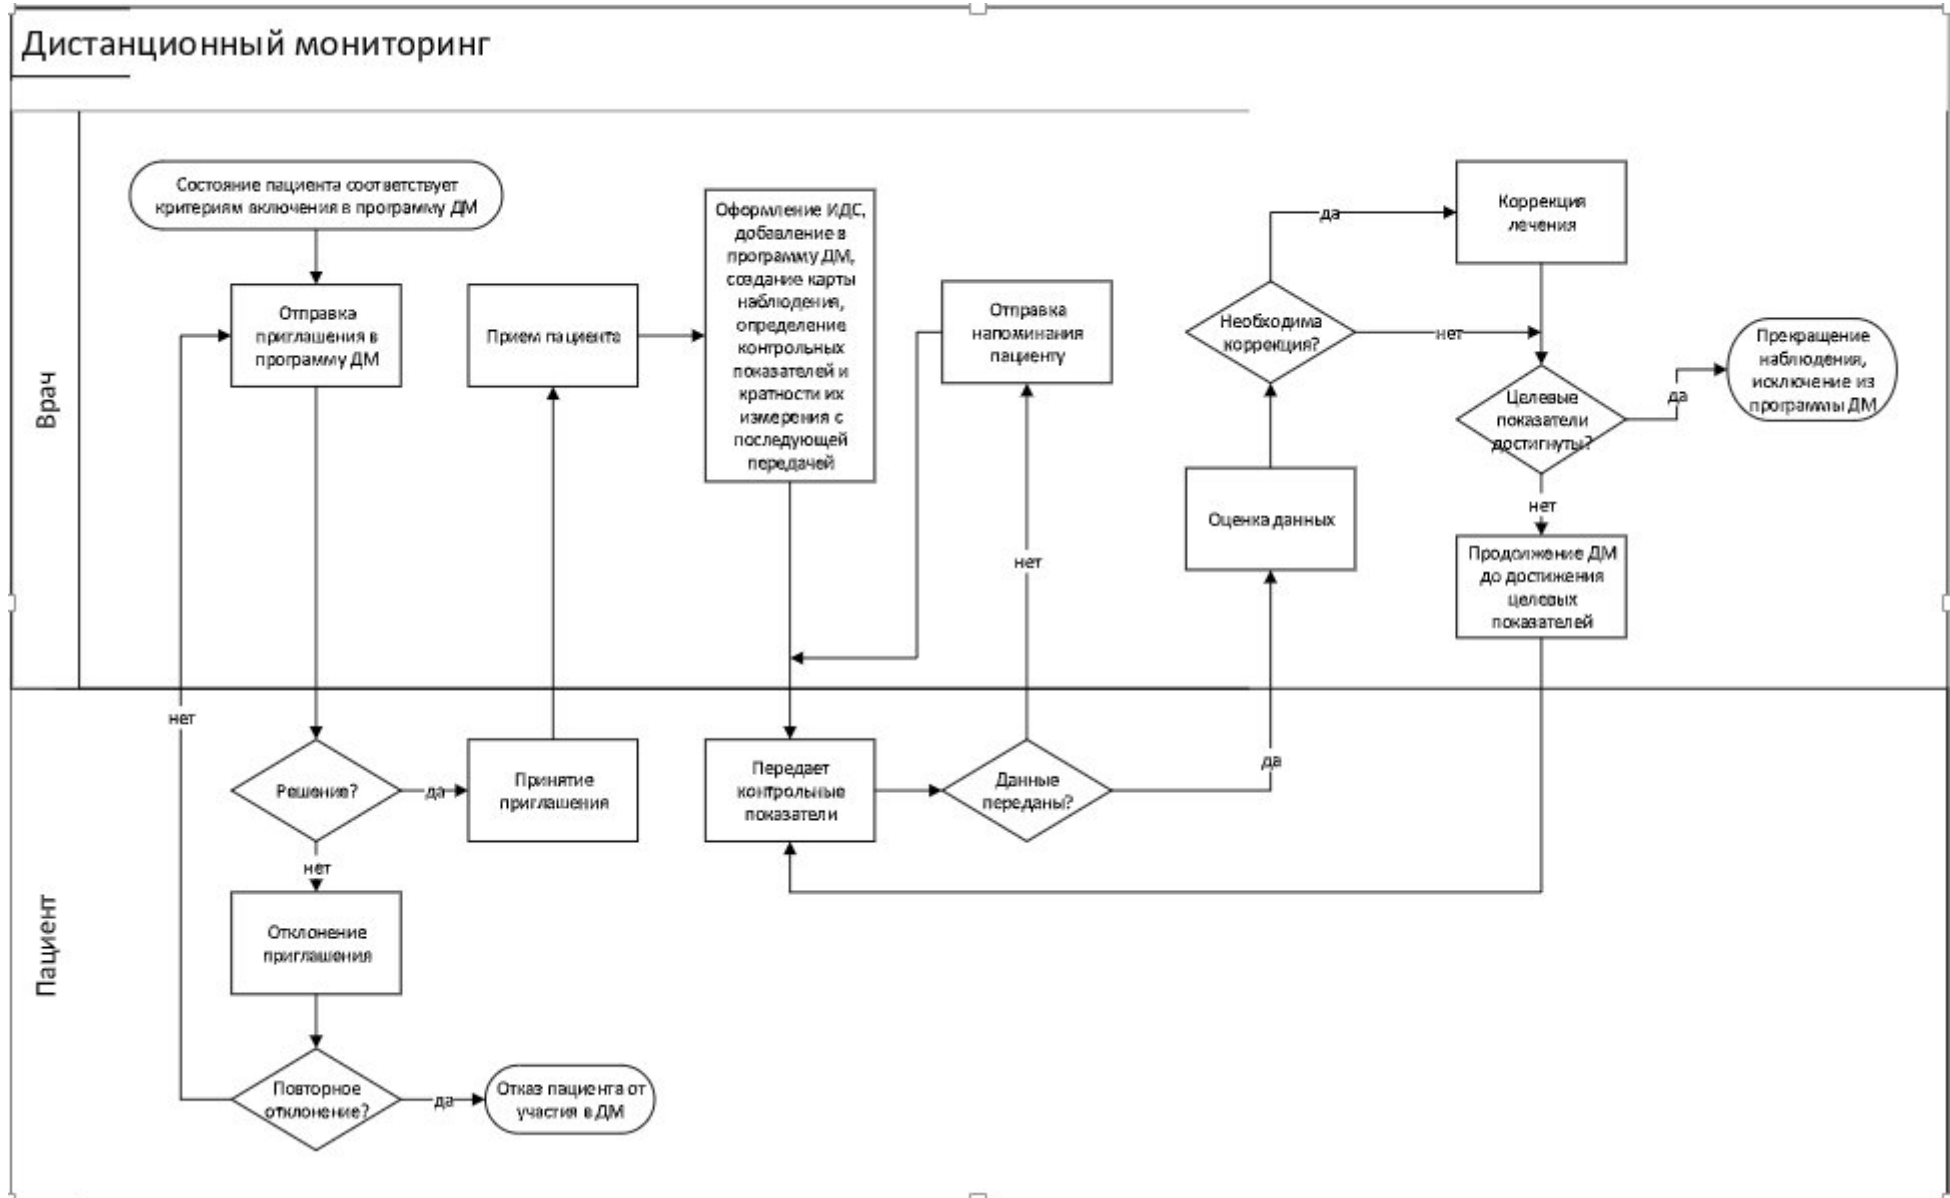 Дистанционный мониторинг
Врач
Состояние пациента соответствует
критериям включения в программу ДМ
Отправка
приглашения в
программу ДМ
Прием пациента
Оформление ИДС,
добавление в
программу ДМ,
создание карты
наблюдения,
определение
контрольных
показателей и
кратности их
измерения с
последующей
передачей
Отправка
напоминания
пациенту
нет
Оценка данных
Необходима
коррекция?
да
нет
Коррекция
лечения
Целевые
показатели
достигнуты?
да
Прекращение
наблюдения,
исключение из
программы ДМ
нет
Продолжение ДМ
до достижения
целевых
показателей
Пациент
нет
Решение?
да
Принятие
приглашения
нет
Отклонение
приглашения
Повторное
отклонение?
да
Отказ пациента от
участия в ДМ
Передает
контрольные
показатели
Данные
переданы?
да